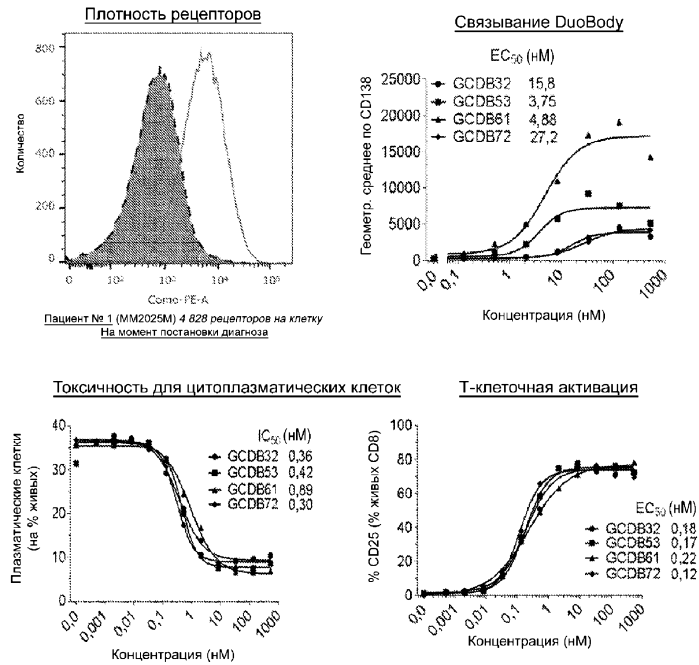 Плотность рецепторов
800
600
400
200
0
Количество
0 10² 10³ 10⁴ 10⁵
Comp-PE-A
Пациент № 1 (MM2025M) 4 828 рецепторов на клетку
На момент постановки диагноза
Связывание DuoBody
EC50 (нМ)
GCDB32 15,8
GCDB53 3,75
GCDB61 4,88
GCDB72 27,2
25000
20000
15000
10000
5000
0
Геометр. среднее по CD138
0,0 0,1 1 10 100 1000
Концентрация (нМ)
Токсичность для цитоплазматических клеток
IC50 (нМ)
GCDB32 0,36
GCDB53 0,42
GCDB61 0,89
GCDB72 0,30
40
30
20
10
0
Плазматические клетки
(на % живых)
0,0 0,001 0,01 0,1 1 10 100 1000
Концентрация (нМ)
Т-клеточная активация
100
80
60
40
20
0
% CD25 (% живых CD8)
EC50 (нМ)
GCDB32 0,18
GCDB53 0,17
GCDB61 0,22
GCDB72 0,12
0,0 0,001 0,01 0,1 1 10 100 1000
Концентрация (нМ)